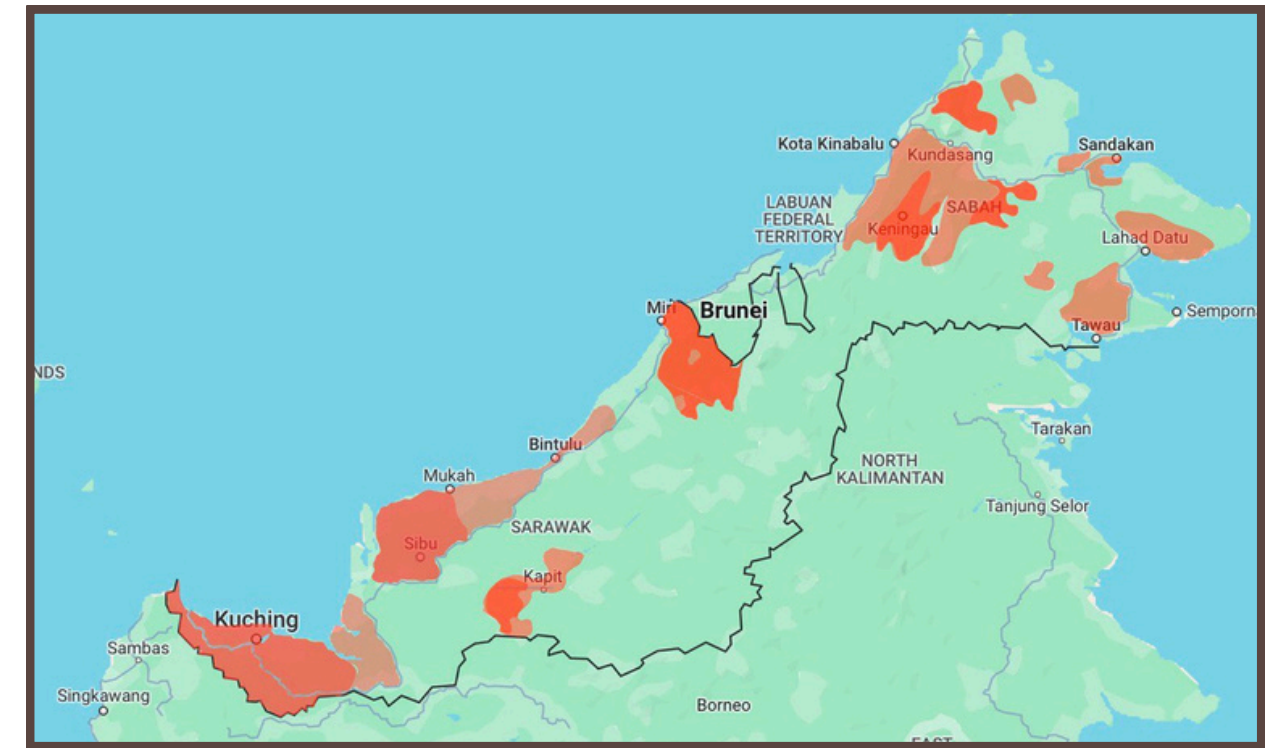 Kota Kinabalu
Kundasang
Sandakan
LABUAN
FEDERAL
TERRITORY
SABAH
Keningau
Lahad Datu
Miri
Brunei
Semporn
Tawau
NDS
Tarakan
Bintulu
NORTH
KALIMANTAN
Mukah
Tanjung Selor
SARAWAK
Sibu
Kapit
Kuching
Sambas
Singkawang
Borneo